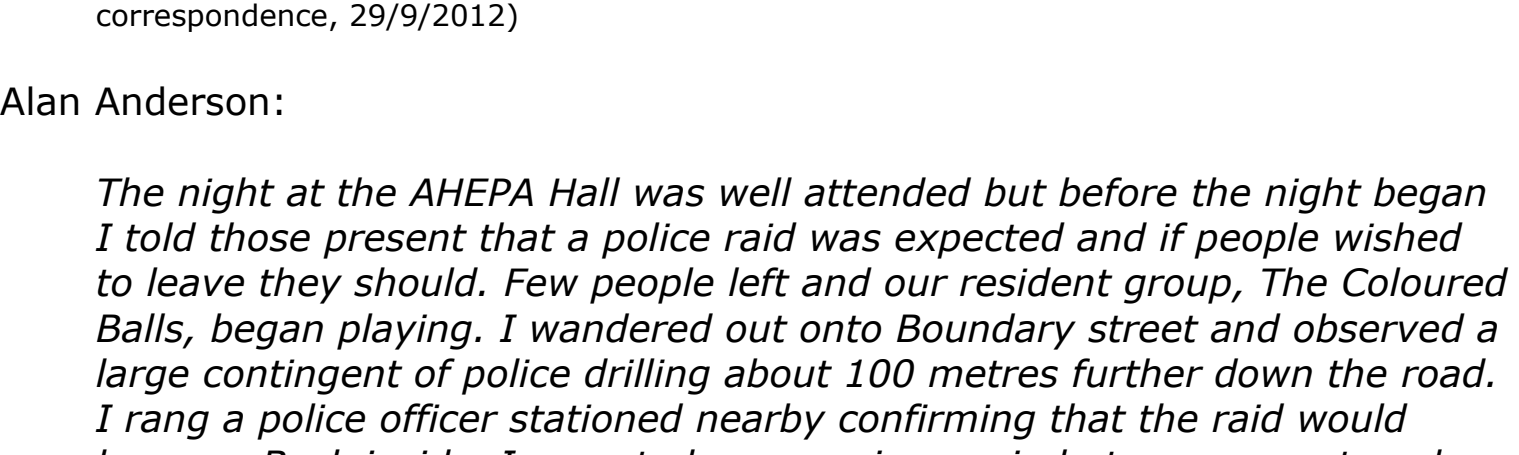 correspondence, 29/9/2012)
Alan Anderson:
The night at the AHEPA Hall was well attended but before the night began
I told those present that a police raid was expected and if people wished
to leave they should. Few people left and our resident group, The Coloured
Balls, began playing. I wandered out onto Boundary street and observed a
large contingent of police drilling about 100 metres further down the road.
I rang a police officer stationed nearby confirming that the raid would